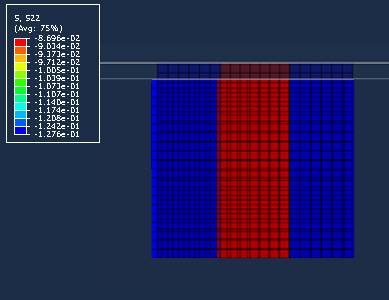 S, S22
(Avg: 75%)
-8.696e-02
-9.034e-02
-9.373e-02
-9.712e-02
-1.005e-01
-1.039e-01
-1.073e-01
-1.107e-01
-1.140e-01
-1.174e-01
-1.208e-01
-1.242e-01
-1.276e-01